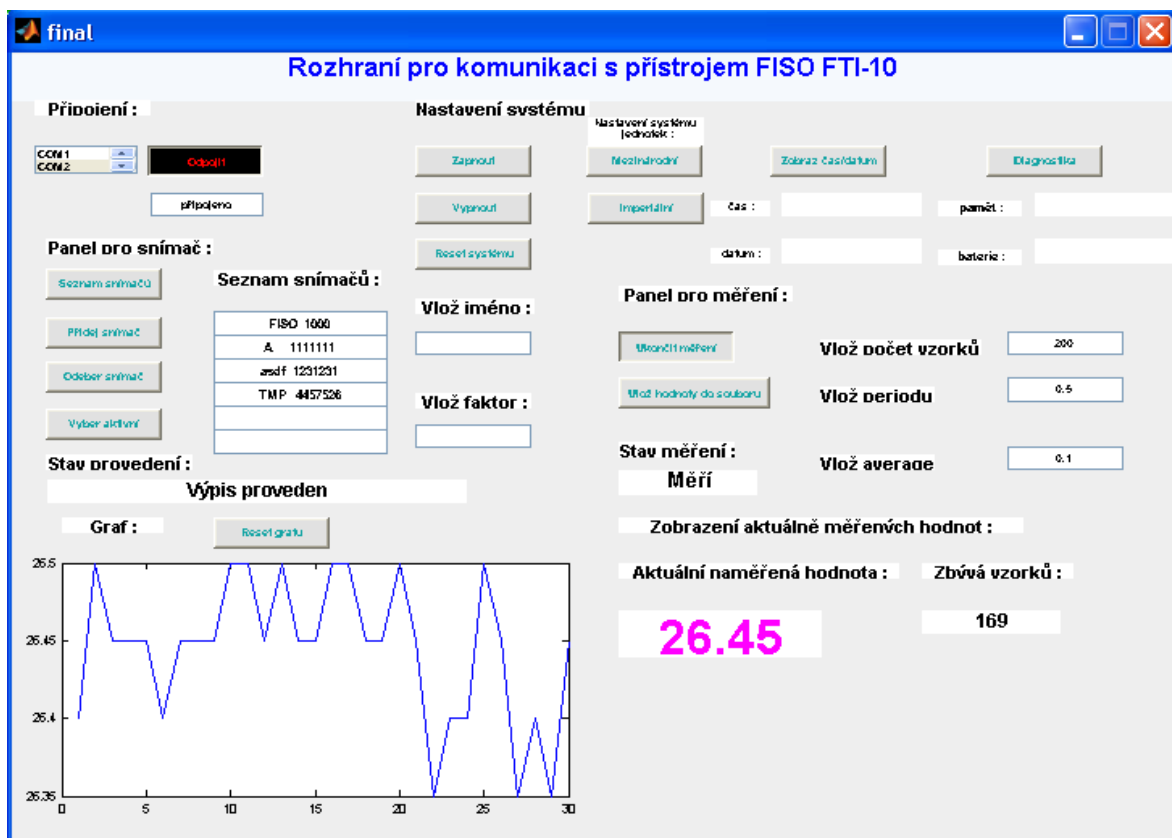 final
Rozhraní pro komunikaci s přístrojem FISO FTI-10
Připojení :
Nastavení systému
Nastavení systému
jednotek :
COM1
COM2
Odpojit
Zapnout
Mezinárodní
Zobraz čas/datum
Diagnostika
připojeno
Vypnout
Imperiální
čas :
pamět :
Panel pro snímač :
Reset systému
datum :
baterie :
Seznam snímačů
Seznam snímačů :
Vlož iméno :
Panel pro měření :
FISO 1000
Přidej snímač
A 1111111
Ukončit měření
Vlož počet vzorků
200
asdf 1231231
Odeber snímač
TMP 4457526
Vlož faktor :
Ulož hodnoty do souboru
Vlož periodu
0.5
Vyber aktivní
Stav provedení :
Stav měření :
Vlož average
0.1
Výpis proveden
Měří
Graf :
Reset grafu
Zobrazení aktuálně měřených hodnot :
Aktuální naměřená hodnota :
Zbývá vzorků :
26.45
169
26.5
26.45
26.4
26.35
0 5 10 15 20 25 30